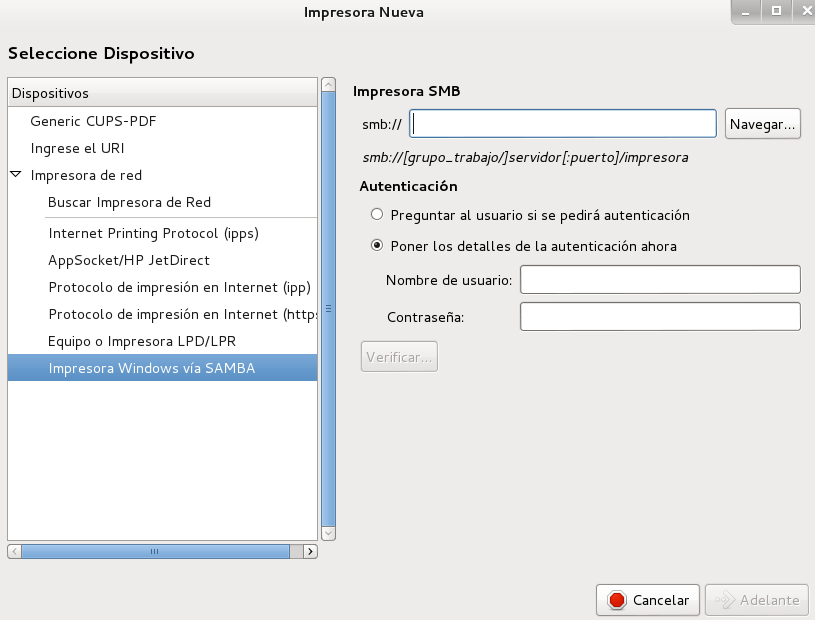 Impresora Nueva
Seleccione Dispositivo
Dispositivos
Generic CUPS-PDF
Ingrese el URI
Impresora de red
Buscar Impresora de Red
Internet Printing Protocol (ipps)
AppSocket/HP JetDirect
Protocolo de impresión en Internet (ipp)
Protocolo de impresión en Internet (https
Equipo o Impresora LPD/LPR
Impresora Windows vía SAMBA
Impresora SMB
smb://
Navegar...
smb://[grupo_trabajo/]servidor[:puerto]/impresora
Autenticación
Preguntar al usuario si se pedirá autenticación
Poner los detalles de la autenticación ahora
Nombre de usuario:
Contraseña:
Verificar...
Cancelar
Adelante